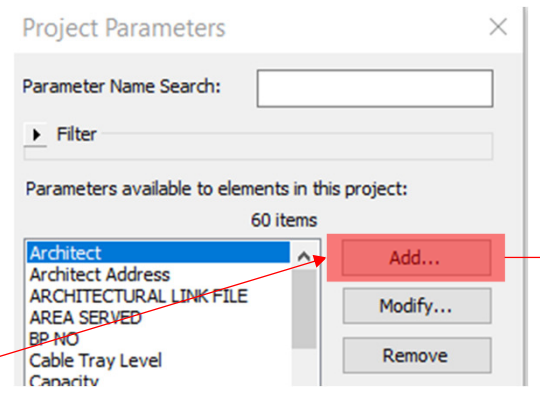 Project Parameters
Parameter Name Search:
Filter
Parameters available to elements in this project:
60 items
Architect
Architect Address
ARCHITECTURAL LINK FILE
AREA SERVED
BP NO
Cable Tray Level
Capacity
Add...
Modify...
Remove